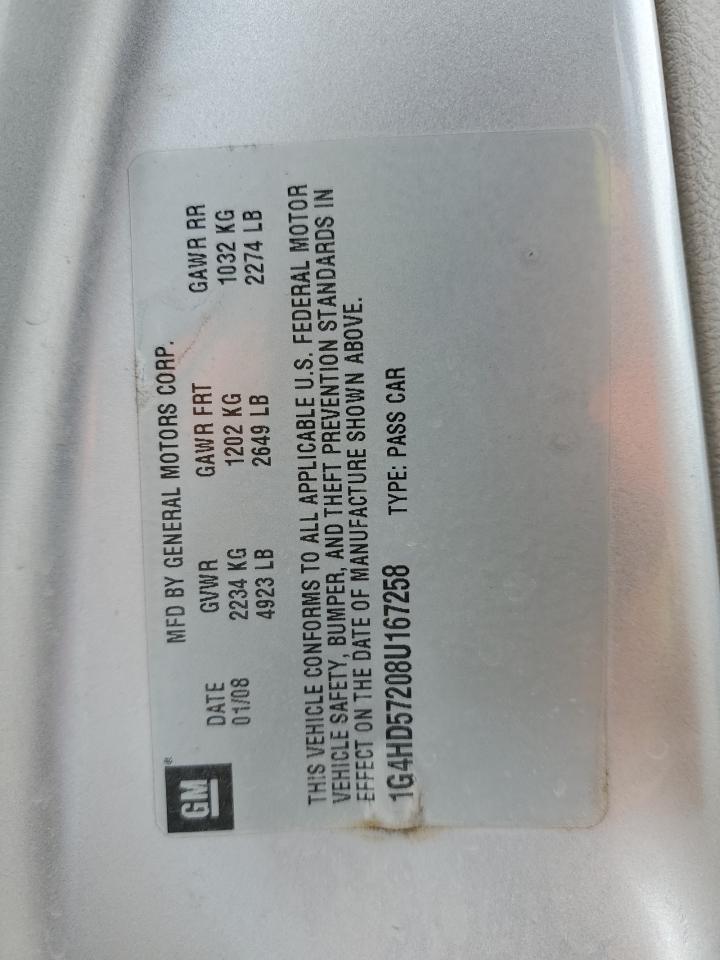 GM®
MFD BY GENERAL MOTORS CORP.
DATE GVWR GAWR FRT GAWR RR
01/08 2234 KG 1202 KG 1032 KG
4923 LB 2649 LB 2274 LB
THIS VEHICLE CONFORMS TO ALL APPLICABLE U.S. FEDERAL MOTOR
VEHICLE SAFETY, BUMPER, AND THEFT PREVENTION STANDARDS IN
EFFECT ON THE DATE OF MANUFACTURE SHOWN ABOVE.
1G4HD57208U167258 TYPE: PASS CAR